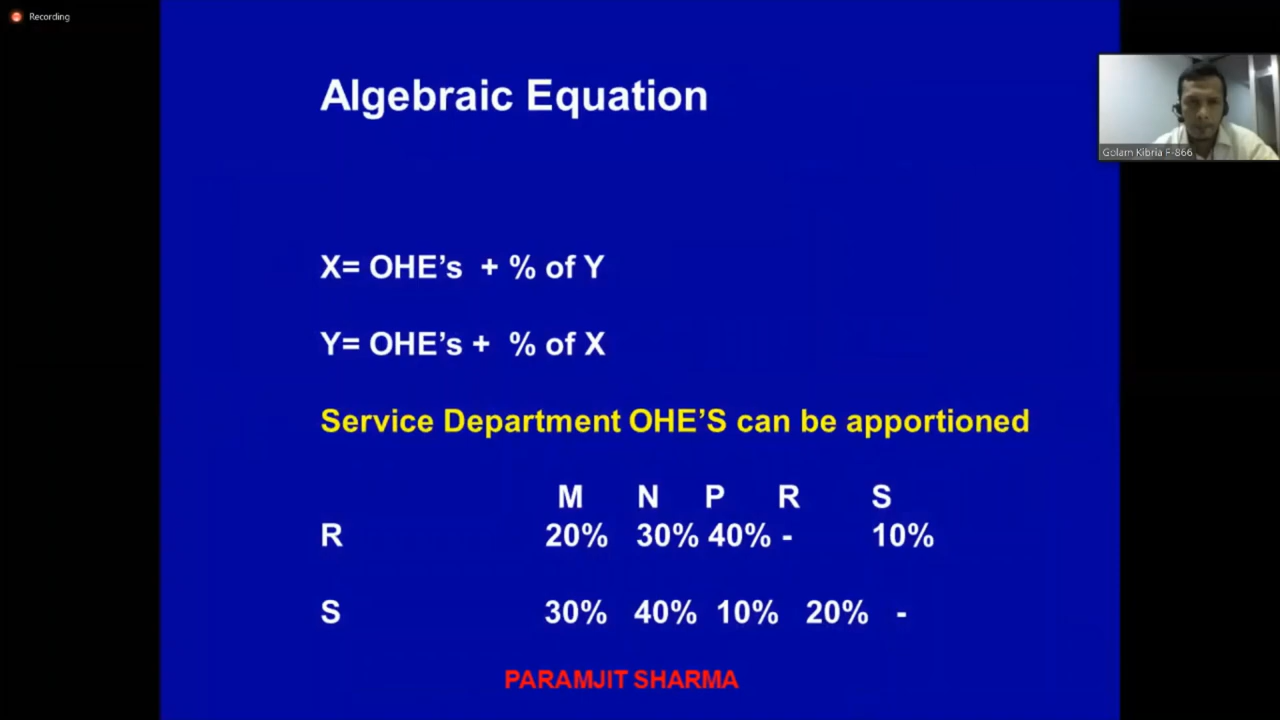 Recording
Algebraic Equation
Golam Kibria F-866
X= OHE's + % of Y
Y= OHE's + % of X
Service Department OHE'S can be apportioned
M N P R S
R 20% 30% 40% - 10%
S 30% 40% 10% 20% -
PARAMJIT SHARMA